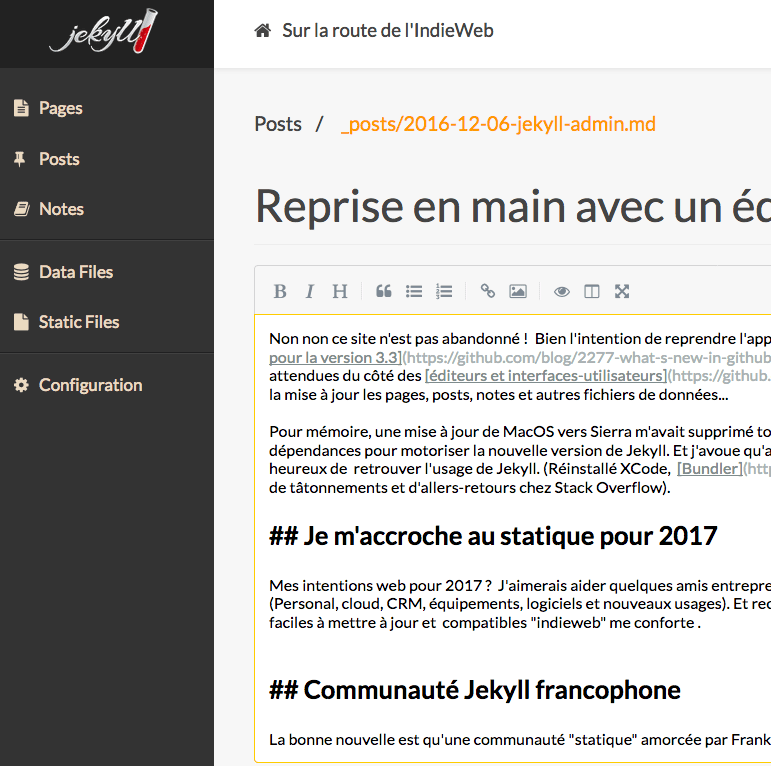 jekyll
Sur la route de l'IndieWeb
Pages
Posts
Notes
Data Files
Static Files
Configuration
Posts / _posts/2016-12-06-jekyll-admin.md
Reprise en main avec un éd
B I H
Non non ce site n'est pas abandonné ! Bien l'intention de reprendre l'app
pour la version 3.3](https://github.com/blog/2277-what-s-new-in-github
attendues du côté des [éditeurs et interfaces-utilisateurs](https://github.
la mise à jour les pages, posts, notes et autres fichiers de données...
Pour mémoire, une mise à jour de MacOS vers Sierra m'avait supprimé to
dépendances pour motoriser la nouvelle version de Jekyll. Et j'avoue qu'a
heureux de retrouver l'usage de Jekyll. (Réinstallé XCode, [Bundler](http
de tâtonnements et d'allers-retours chez Stack Overflow).
## Je m'accroche au statique pour 2017
Mes intentions web pour 2017 ? J'aimerais aider quelques amis entrepre
(Personal, cloud, CRM, équipements, logiciels et nouveaux usages). Et rec
faciles à mettre à jour et compatibles "indieweb" me conforte .
## Communauté Jekyll francophone
La bonne nouvelle est qu'une communauté "statique" amorcée par Frank